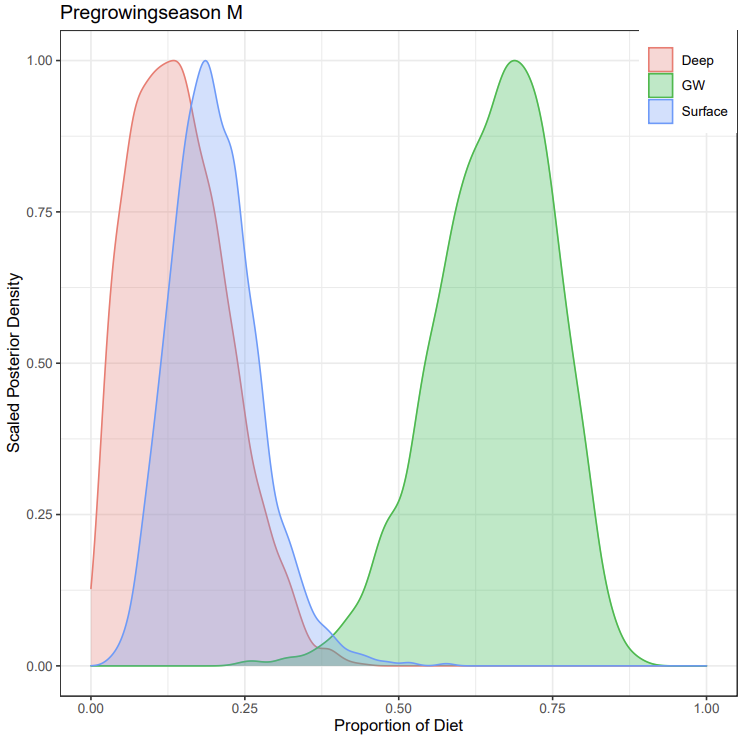 Pregrowingseason M
Deep
GW
Surface
1.00
0.75
0.50
0.25
0.00
Scaled Posterior Density
0.00 0.25 0.50 0.75 1.00
Proportion of Diet